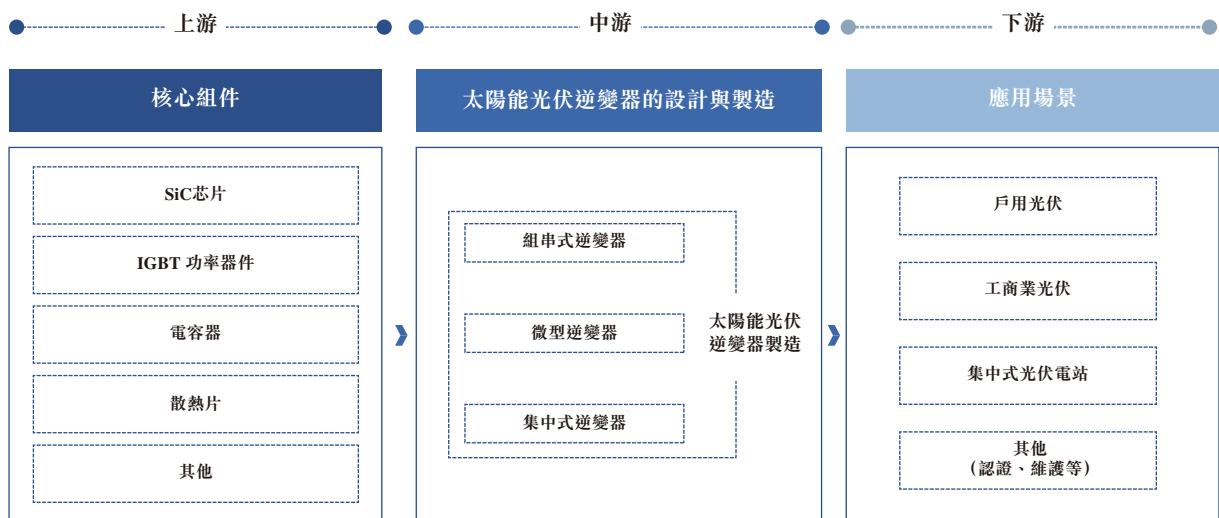 上游
中游
下游
核心組件
太陽能光伏逆變器的設計與製造
應用場景
SiC芯片
IGBT 功率器件
電容器
散熱片
其他
組串式逆變器
微型逆變器
集中式逆變器
太陽能光伏
逆變器製造
戶用光伏
工商業光伏
集中式光伏電站
其他
(認證、維護等)